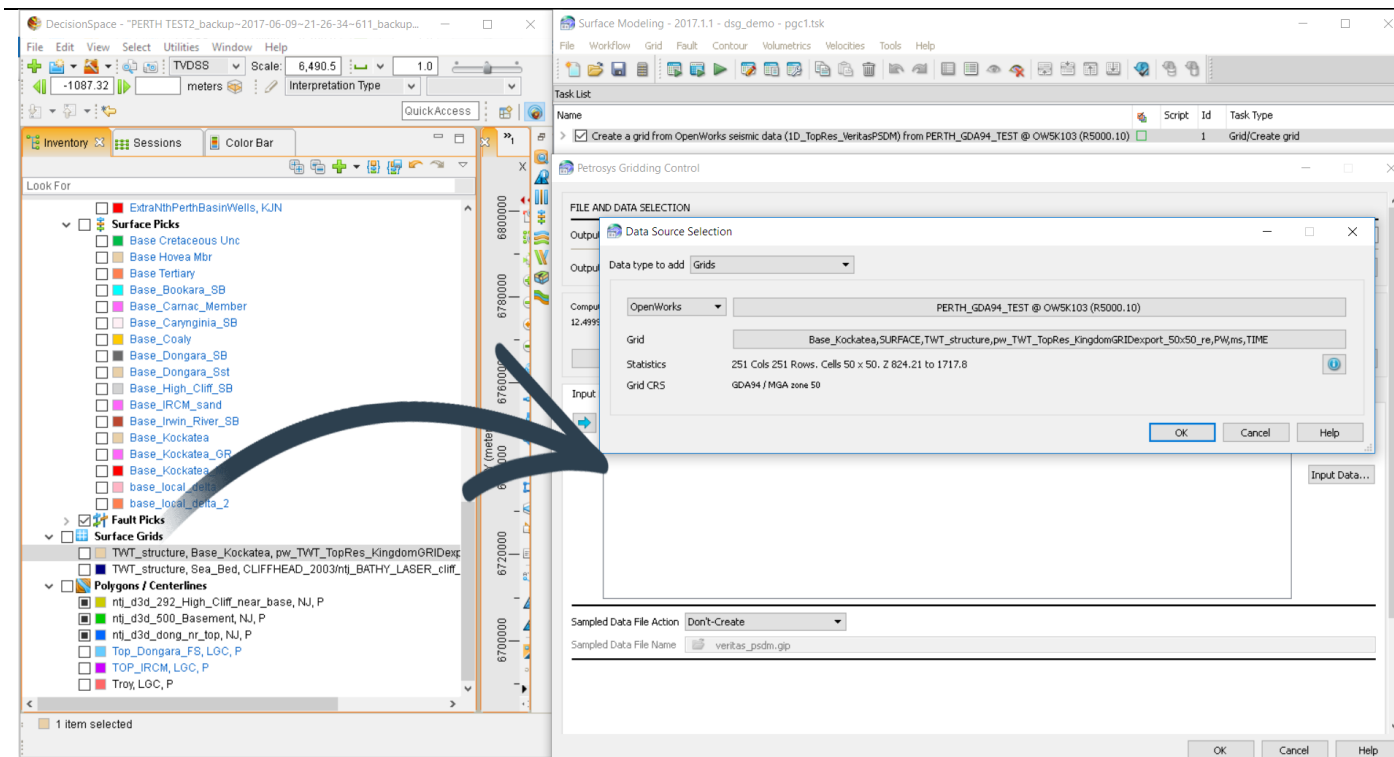 DecisionSpace - "PERTH TEST2_backup~2017-06-09~21-26-34~611_backup...
File Edit View Select Utilities Window Help
TVDSS Scale: 6,490.5 1.0
-1087.32 meters Interpretation Type
QuickAccess
Inventory Sessions Color Bar
Look For
ExtraNthPerthBasinWells, KJN
Surface Picks
Base Cretaceous Unc
Base Hovea Mbr
Base Tertiary
Base_Bookara_SB
Base_Carnac_Member
Base_Carynginia_SB
Base_Coaly
Base_Dongara_SB
Base_Dongara_Sst
Base_High_Cliff_SB
Base_IRCM_sand
Base_Irwin_River_SB
Base_Kockatea
Base_Kockatea_GR
Base_Kockatea
base_local_delta
base_local_delta_2
Fault Picks
Surface Grids
TWT_structure, Base_Kockatea, pw_TWT_TopRes_KingdomGRIDexp
TWT_structure, Sea_Bed, CLIFFHEAD_2003/ntj_BATHY_LASER_cliff_
Polygons / Centerlines
ntj_d3d_292_High_Cliff_near_base, NJ, P
ntj_d3d_500_Basement, NJ, P
ntj_d3d_dong_nr_top, NJ, P
Top_Dongara_FS, LGC, P
TOP_IRCM, LGC, P
Troy, LGC, P
1 item selected
6800000
6780000
6760000
6720000
6700000
Surface Modeling - 2017.1.1 - dsg_demo - pgc1.tsk
File Workflow Grid Fault Contour Volumetrics Velocities Tools Help
Task List
Name Script Id Task Type
Create a grid from OpenWorks seismic data (1D_TopRes_VeritasPSDM) from PERTH_GDA94_TEST @ OW5K103 (R5000.10) 1 Grid/Create grid
Petrosys Gridding Control
FILE AND DATA SELECTION
Output
Output
Comput
12.4999
Input
Data Source Selection
Data type to add Grids
OpenWorks PERTH_GDA94_TEST @ OW5K103 (R5000.10)
Grid Base_Kockatea,SURFACE,TWT_structure,pw_TWT_TopRes_KingdomGRIDexport_50x50_re,PW,ms,TIME
Statistics 251 Cols 251 Rows. Cells 50 x 50. Z 824.21 to 1717.8
Grid CRS GDA94 / MGA zone 50
OK Cancel Help
Input Data...
Sampled Data File Action Don't-Create
Sampled Data File Name veritas_psdm.gip
OK Cancel Help